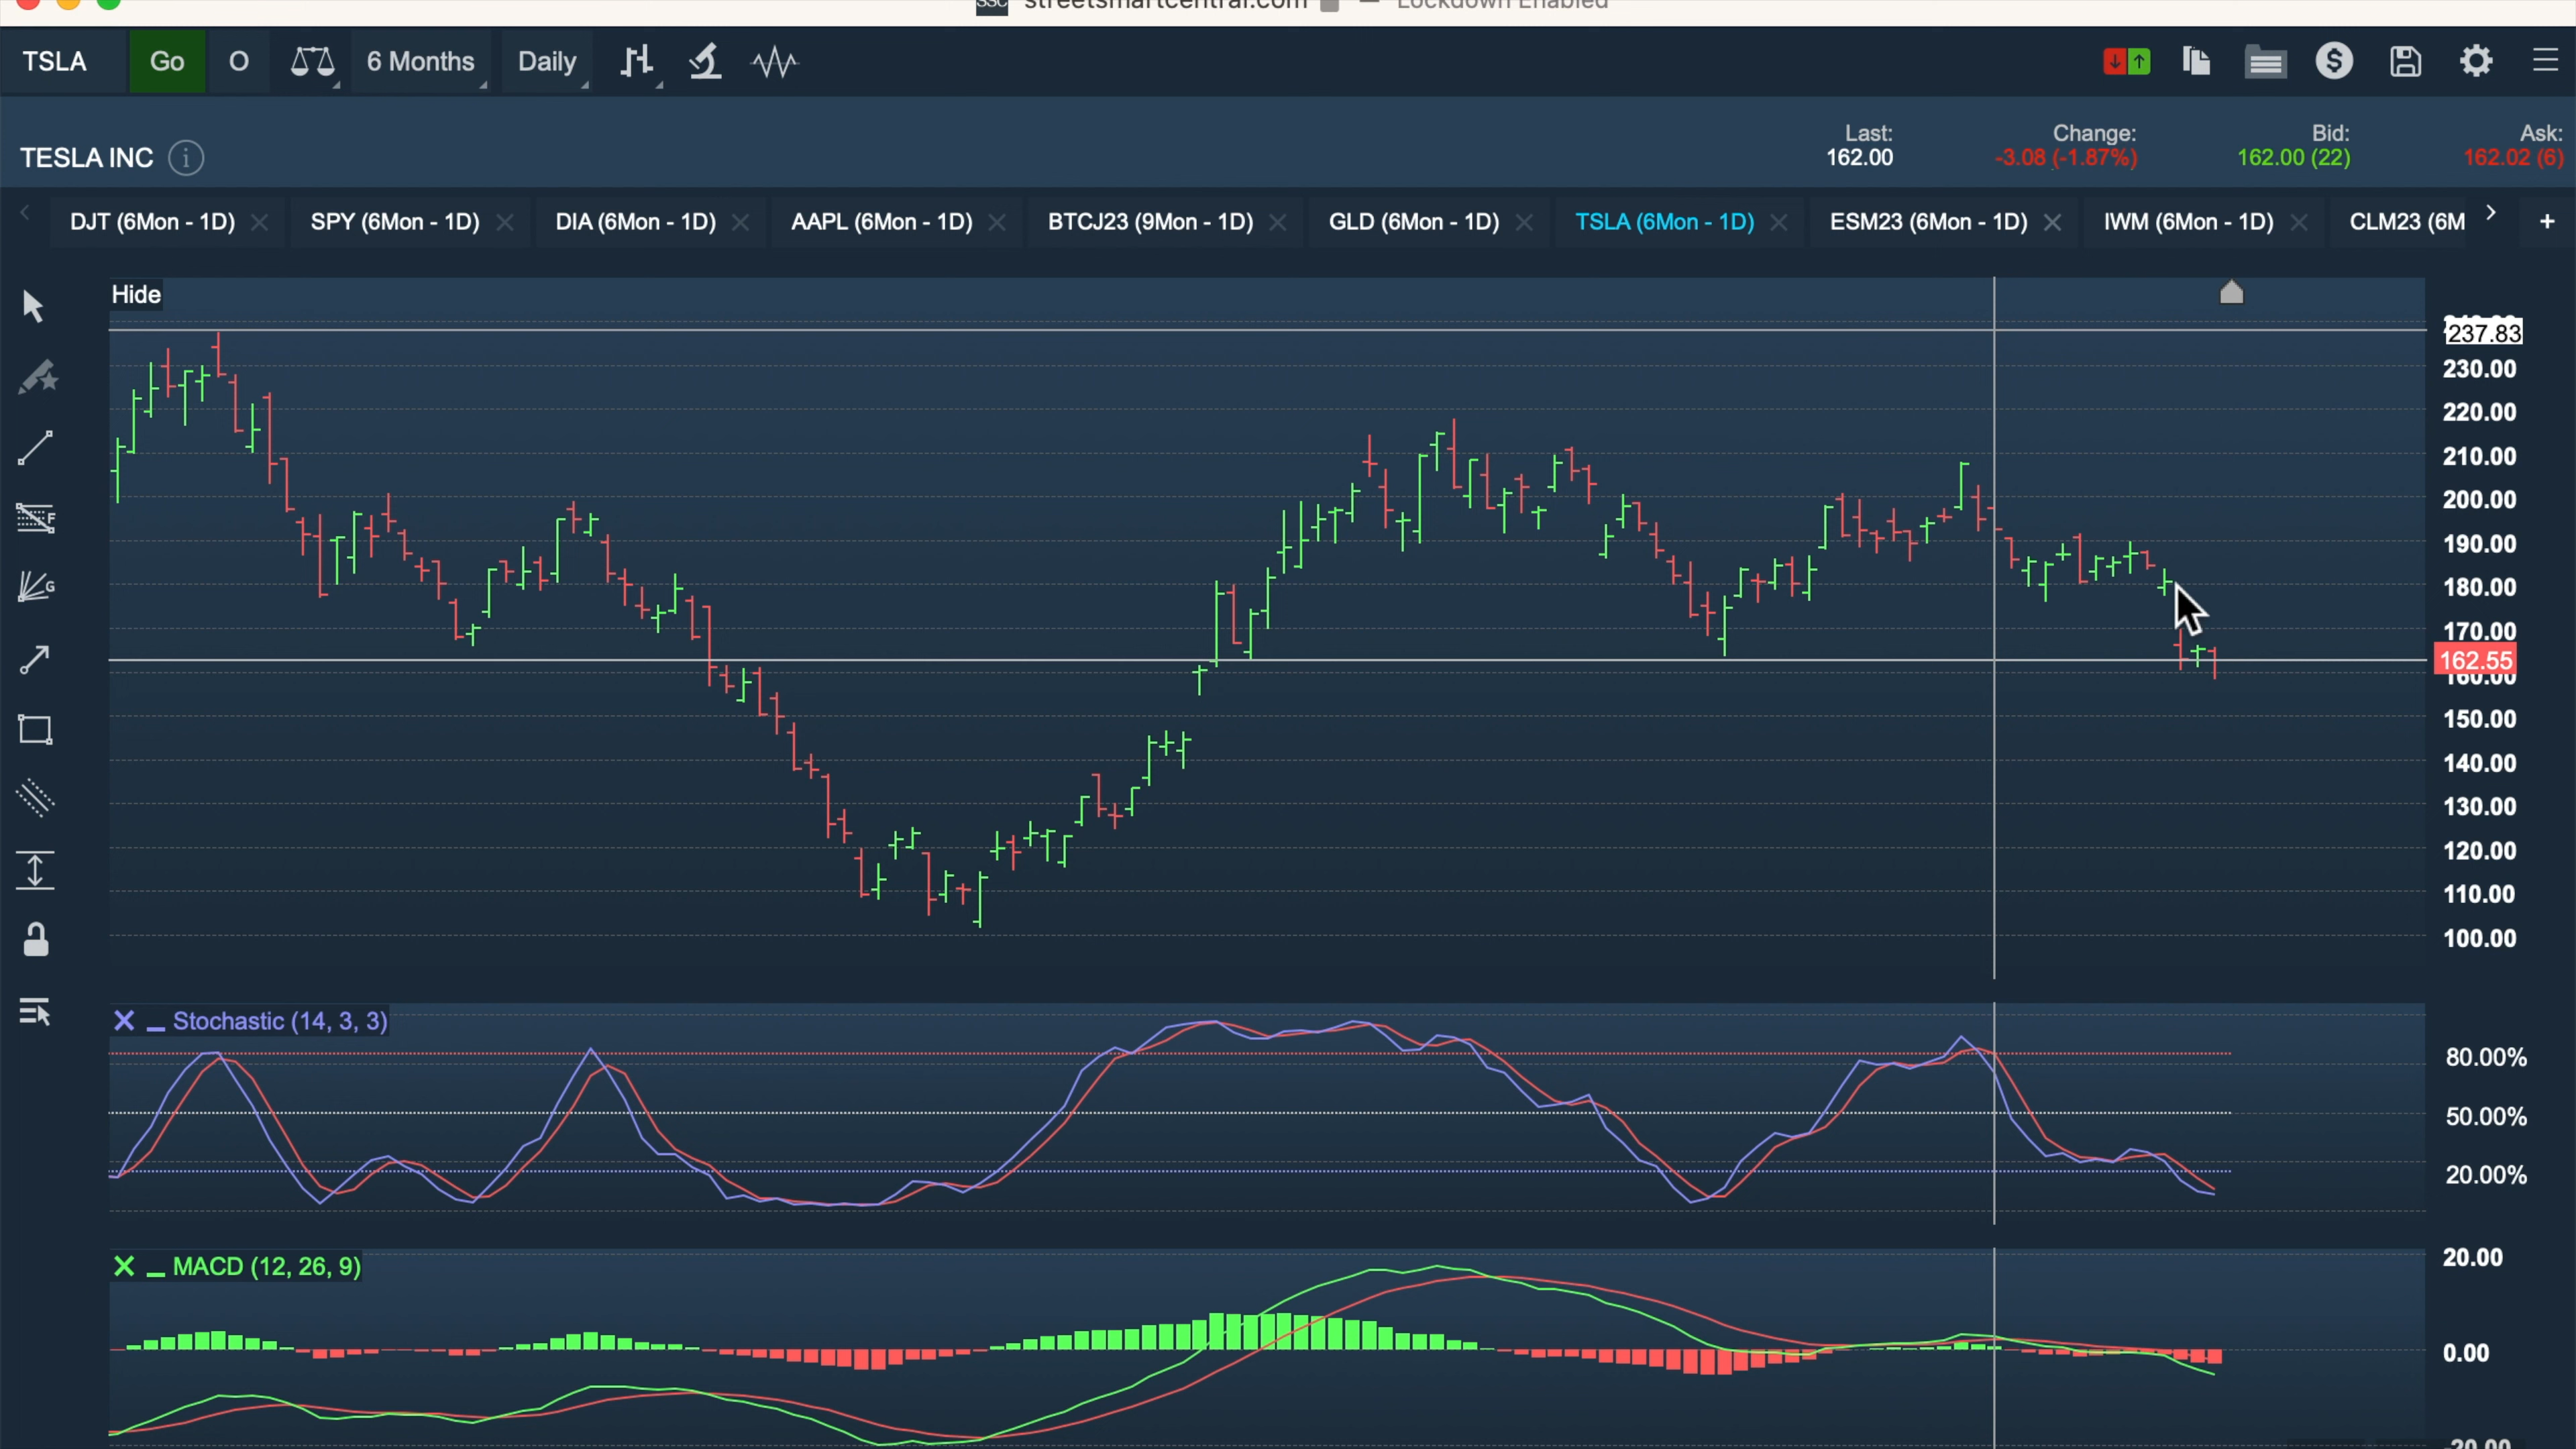 streetsmartcentral.com — Lockdown Enabled
SSC
TSLA Go O 6 Months Daily
TESLA INC
Last: Change: Bid: Ask:
162.00 -3.08 (-1.87%) 162.00 (22) 162.02 (6)
DJT (6Mon - 1D) SPY (6Mon - 1D) DIA (6Mon - 1D) AAPL (6Mon - 1D) BTCJ23 (9Mon - 1D) GLD (6Mon - 1D) TSLA (6Mon - 1D) ESM23 (6Mon - 1D) IWM (6Mon - 1D) CLM23 (6M
Hide
237.83
230.00
220.00
210.00
200.00
190.00
180.00
170.00
162.55
160.00
150.00
140.00
130.00
120.00
110.00
100.00
F
G
Stochastic (14, 3, 3)
80.00%
50.00%
20.00%
MACD (12, 26, 9)
20.00
0.00